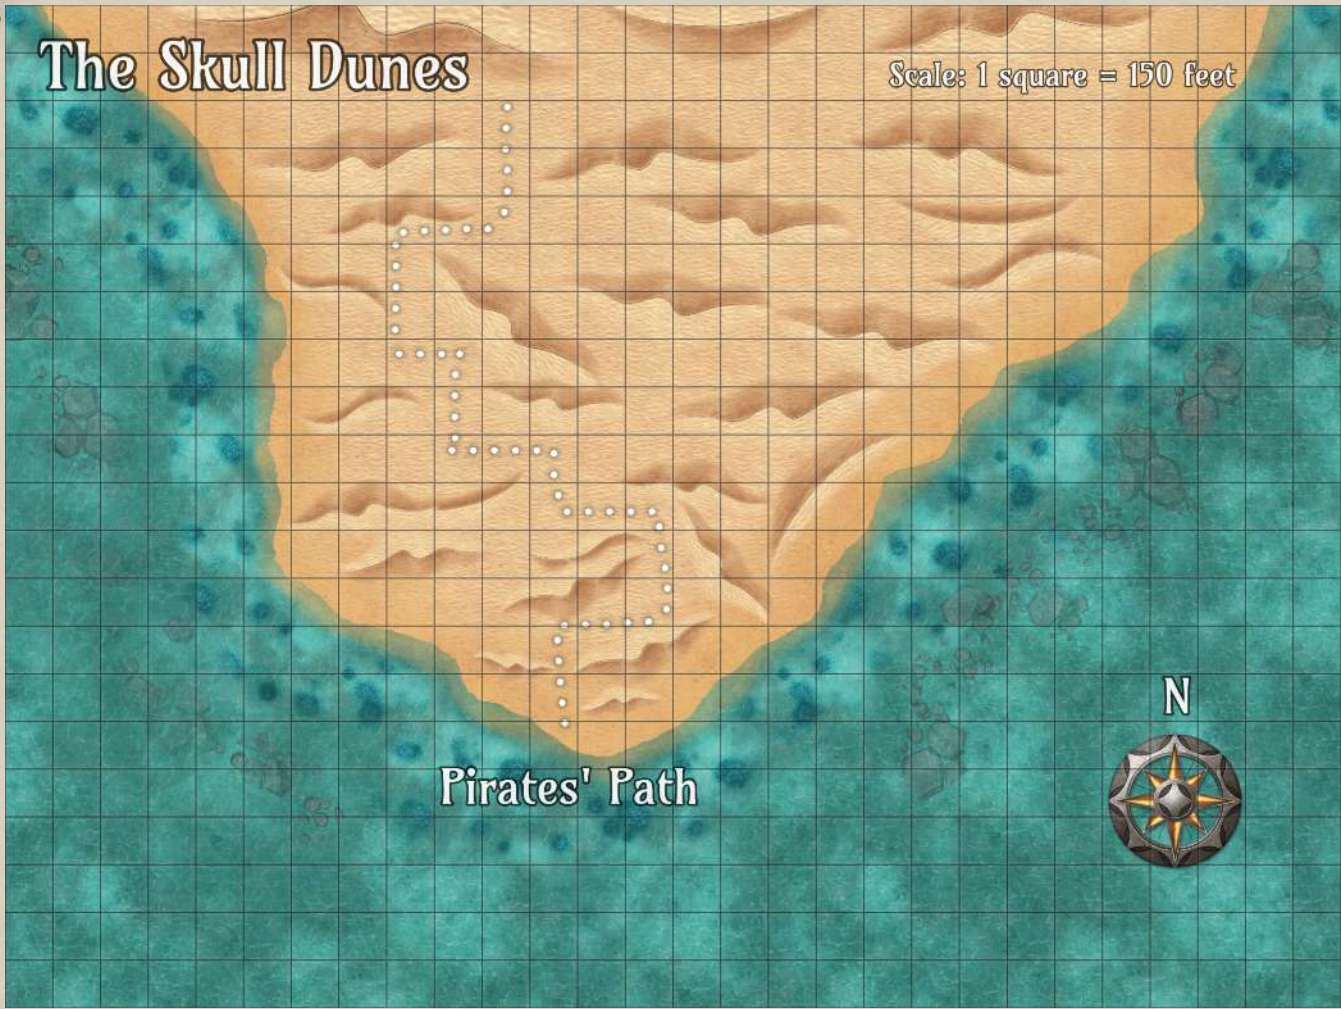 The Skull Dunes
Scale: 1 square = 150 feet
N
Pirates' Path